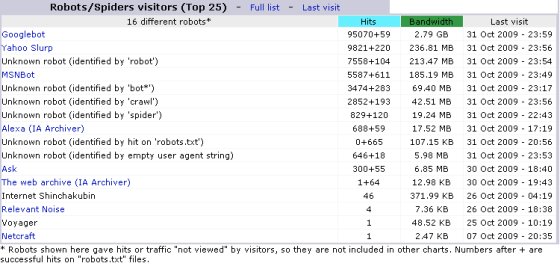 Robots/Spiders visitors (Top 25) - Full list - Last visit
16 different robots* Hits Bandwidth Last visit
Googlebot 95070+59 2.79 GB 31 Oct 2009 - 23:59
Yahoo Slurp 9821+220 236.81 MB 31 Oct 2009 - 23:56
Unknown robot (identified by 'robot') 7558+104 213.47 MB 31 Oct 2009 - 23:54
MSNBot 5587+611 185.19 MB 31 Oct 2009 - 23:49
Unknown robot (identified by 'bot*') 3474+283 69.40 MB 31 Oct 2009 - 23:17
Unknown robot (identified by 'crawl') 2852+193 42.51 MB 31 Oct 2009 - 23:56
Unknown robot (identified by 'spider') 829+120 19.24 MB 31 Oct 2009 - 22:43
Alexa (IA Archiver) 688+59 17.52 MB 31 Oct 2009 - 17:19
Unknown robot (identified by hit on 'robots.txt') 0+665 107.15 KB 31 Oct 2009 - 20:56
Unknown robot (identified by empty user agent string) 646+18 5.98 MB 31 Oct 2009 - 23:53
Ask 300+55 6.85 MB 30 Oct 2009 - 18:40
The web archive (IA Archiver) 1+64 12.98 KB 30 Oct 2009 - 19:43
Internet Shinchakubin 46 371.99 KB 26 Oct 2009 - 04:19
Relevant Noise 4 7.36 KB 26 Oct 2009 - 18:38
Voyager 1 48.52 KB 25 Oct 2009 - 10:19
Netcraft 1 2.47 KB 07 Oct 2009 - 20:35
* Robots shown here gave hits or traffic "not viewed" by visitors, so they are not included in other charts. Numbers after + are
successful hits on "robots.txt" files.